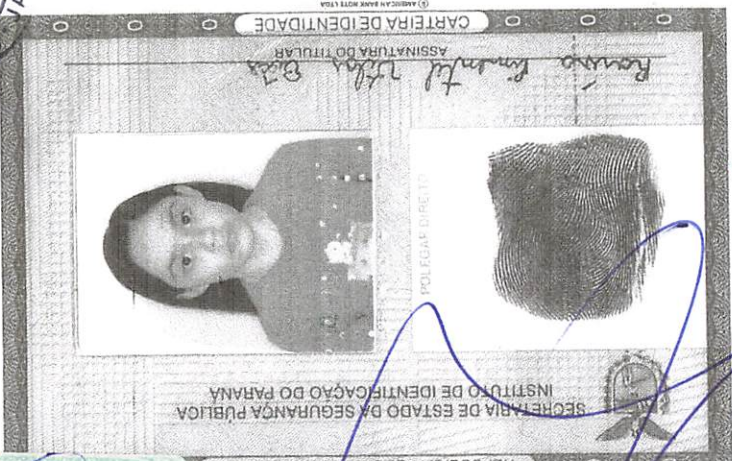 SECRETARIA DE ESTADO DA SEGURANÇA PÚBLICA
INSTITUTO DE IDENTIFICAÇÃO DO PARANÁ
POLEGAR DIREITO
Pimentel
ASSINATURA DO TITULAR
CARTEIRA DE IDENTIDADE
AMERICAN BANK NOTE LTDA